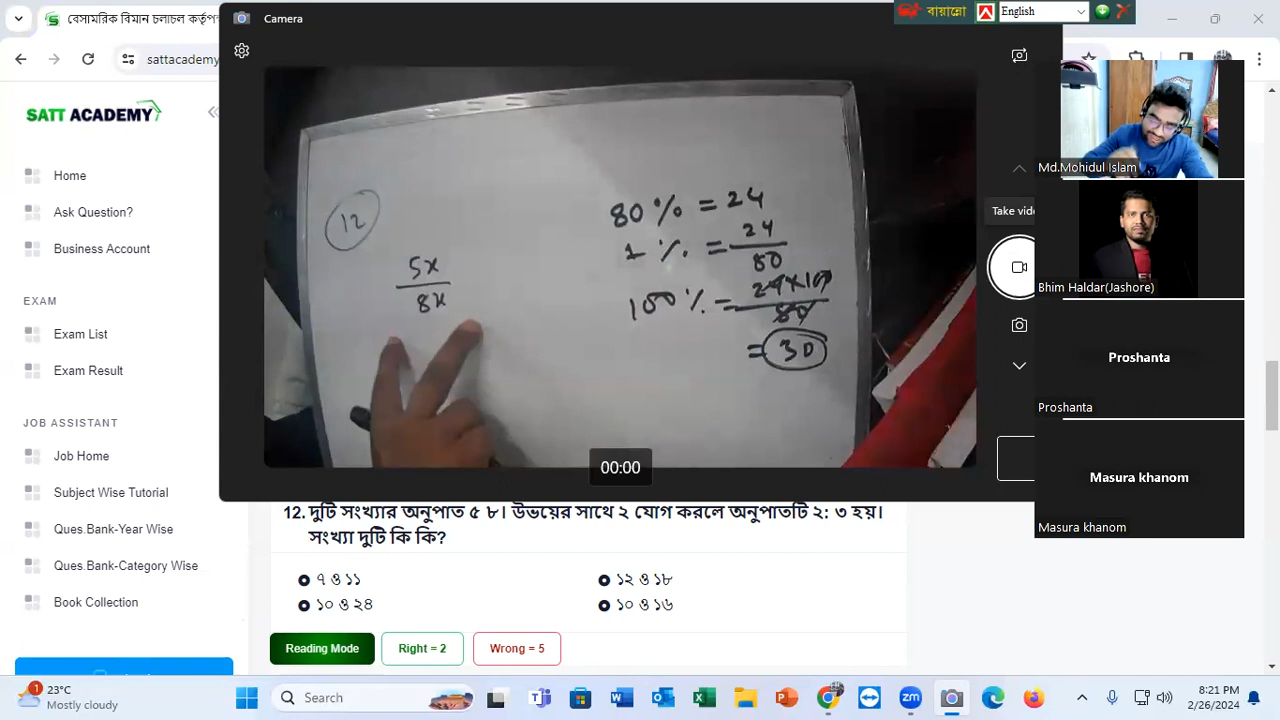 বেসামরিক বিমান চলাচল কর্তৃপ
Camera
বায়ান্নো
English
sattacademy
SATT ACADEMY
Home
Ask Question?
Business Account
EXAM
Exam List
Exam Result
JOB ASSISTANT
Job Home
Subject Wise Tutorial
Ques.Bank-Year Wise
Ques.Bank-Category Wise
Book Collection
12
5x
8x
80% = 24
1% = 24
80
100% = 24×100
80
= 30
00:00
Take vide
Md.Mohidul Islam
Bhim Haldar(Jashore)
Proshanta
Proshanta
Masura khanom
Masura khanom
12. দুটি সংখ্যার অনুপাত ৫ ৮। উভয়ের সাথে ২ যোগ করলে অনুপাতটি ২: ৩ হয়।
সংখ্যা দুটি কি কি?
৭ ও ১১
১২ ও ১৮
১০ ও ২৪
১০ ও ১৬
Reading Mode
Right = 2
Wrong = 5
1
23°C
Mostly cloudy
Search
zm
8:21 PM
2/26/2024